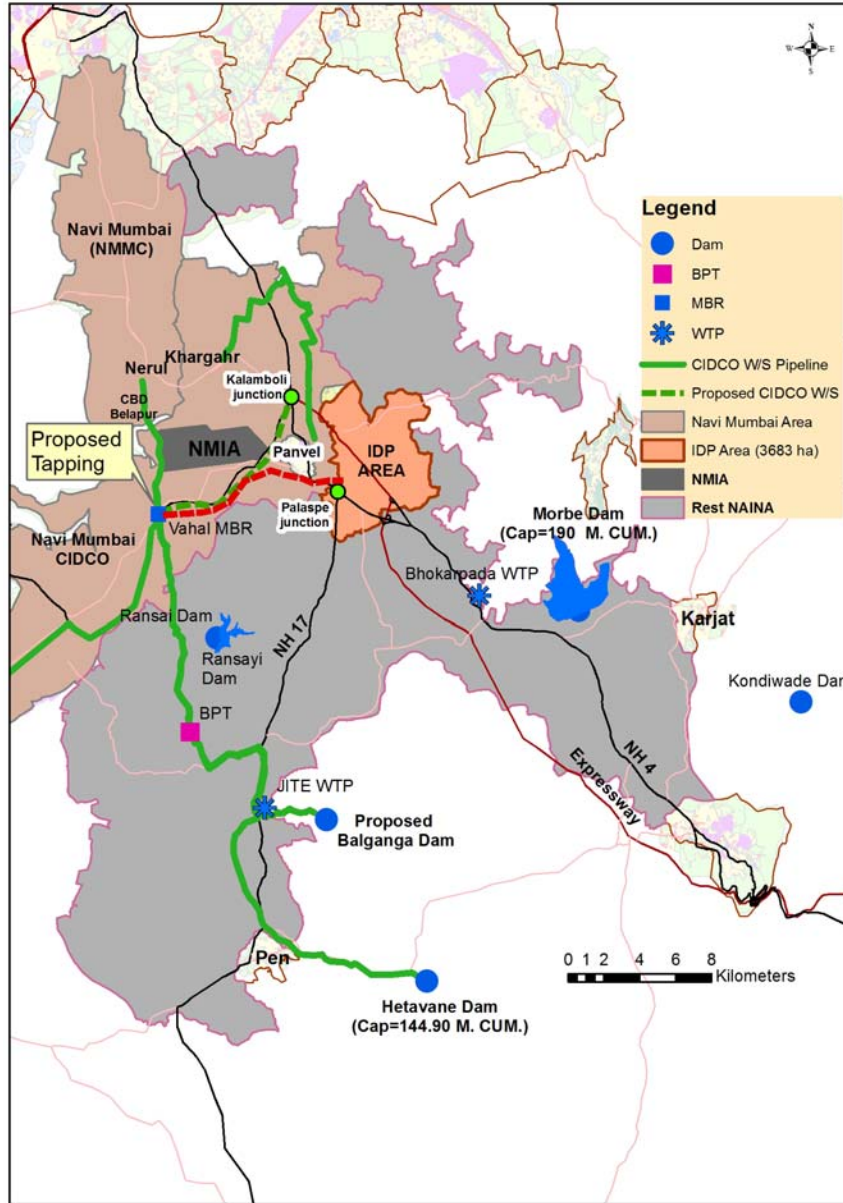 N
W
E
S
Navi Mumbai
(NMMC)
Khargahr
Nerul
CBD
Belapur
Kalamboli
junction
Proposed
Tapping
NMIA
Panvel
IDP
AREA
Palaspe
junction
Vahal MBR
Navi Mumbai
CIDCO
Morbe Dam
(Cap=190 M. CUM.)
Bhokarpada WTP
Ransai Dam
Ransayi
Dam
NH 17
Karjat
Kondiwade Dam
BPT
NH 4
Expressway
JITE WTP
Proposed
Balganga Dam
Pen
Hetavane Dam
(Cap=144.90 M. CUM.)
0 1 2 4 6 8
Kilometers
Legend
Dam
BPT
MBR
WTP
CIDCO W/S Pipeline
Proposed CIDCO W/S
Navi Mumbai Area
IDP Area (3683 ha)
NMIA
Rest NAINA